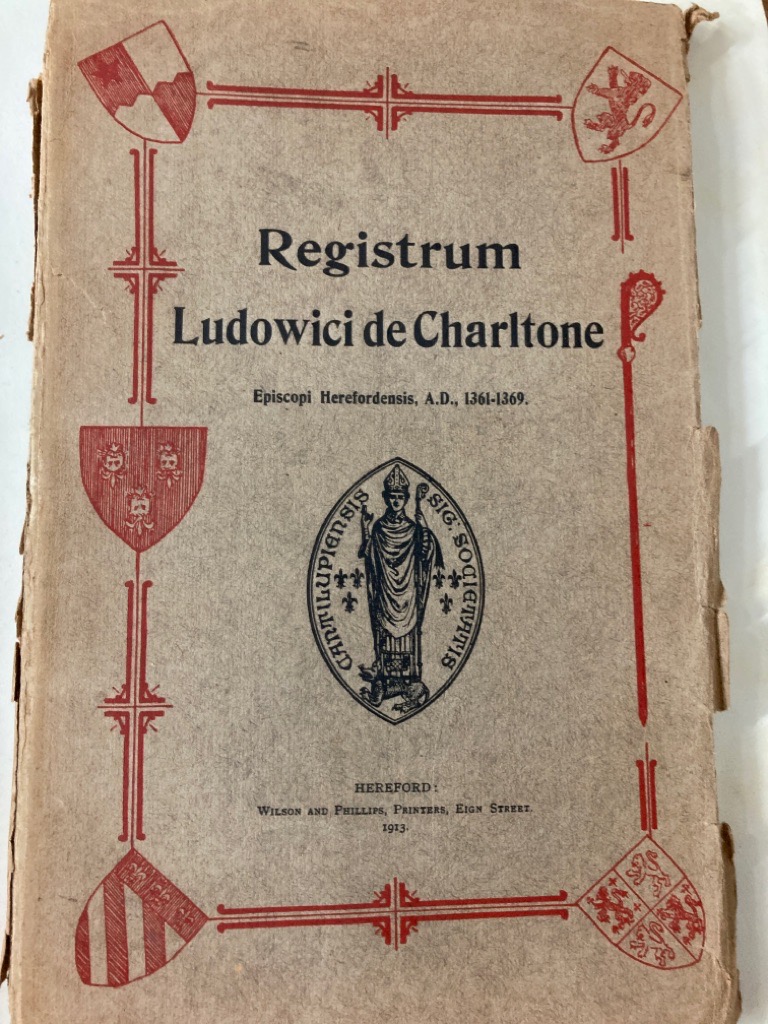 Registrum
Ludowici de Charltone
Episcopi Herefordensis, A.D., 1361-1369.
SIG. SOCIETATIS
CANTILUPIENSIS
HEREFORD:
WILSON AND PHILLIPS, PRINTERS, EIGN STREET.
1913.